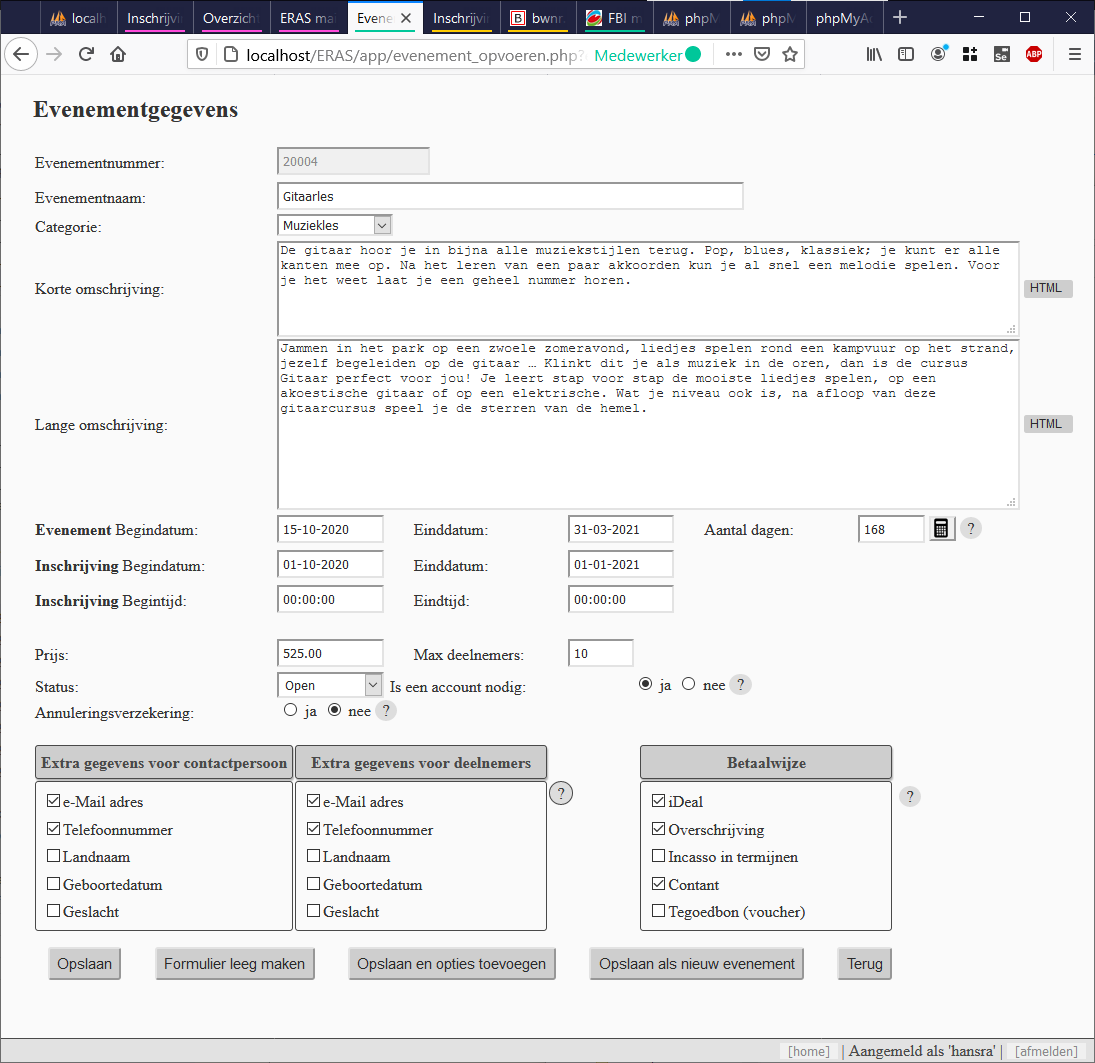 localh Inschrijvi Overzicht ERAS ma Evene Inschrijvi B bwnr. FBI m phpM phpM phpMyA
localhost/ERAS/app/evenement_opvoeren.php? Medewerker Se ABP
Evenementgegevens
Evenementnummer: 20004
Evenementnaam: Gitaarles
Categorie: Muziekles
Korte omschrijving:
De gitaar hoor je in bijna alle muziekstijlen terug. Pop, blues, klassiek; je kunt er alle
kanten mee op. Na het leren van een paar akkoorden kun je al snel een melodie spelen. Voor
je het weet laat je een geheel nummer horen.
HTML
Lange omschrijving:
Jammen in het park op een zwoele zomeravond, liedjes spelen rond een kampvuur op het strand,
jezelf begeleiden op de gitaar … Klinkt dit je als muziek in de oren, dan is de cursus
Gitaar perfect voor jou! Je leert stap voor stap de mooiste liedjes spelen, op een
akoestische gitaar of op een elektrische. Wat je niveau ook is, na afloop van deze
gitaarcursus speel je de sterren van de hemel.
HTML
Evenement Begindatum: 15-10-2020 Einddatum: 31-03-2021 Aantal dagen: 168 ?
Inschrijving Begindatum: 01-10-2020 Einddatum: 01-01-2021
Inschrijving Begintijd: 00:00:00 Eindtijd: 00:00:00
Prijs: 525.00 Max deelnemers: 10
Status: Open Is een account nodig: ja nee ?
Annuleringsverzekering: ja nee ?
Extra gegevens voor contactpersoon Extra gegevens voor deelnemers Betaalwijze
e-Mail adres e-Mail adres ? iDeal ?
Telefoonnummer Telefoonnummer Overschrijving
Landnaam Landnaam Incasso in termijnen
Geboortedatum Geboortedatum Contant
Geslacht Geslacht Tegoedbon (voucher)
Opslaan Formulier leeg maken Opslaan en opties toevoegen Opslaan als nieuw evenement Terug
[home] | Aangemeld als 'hansra' | [afmelden]